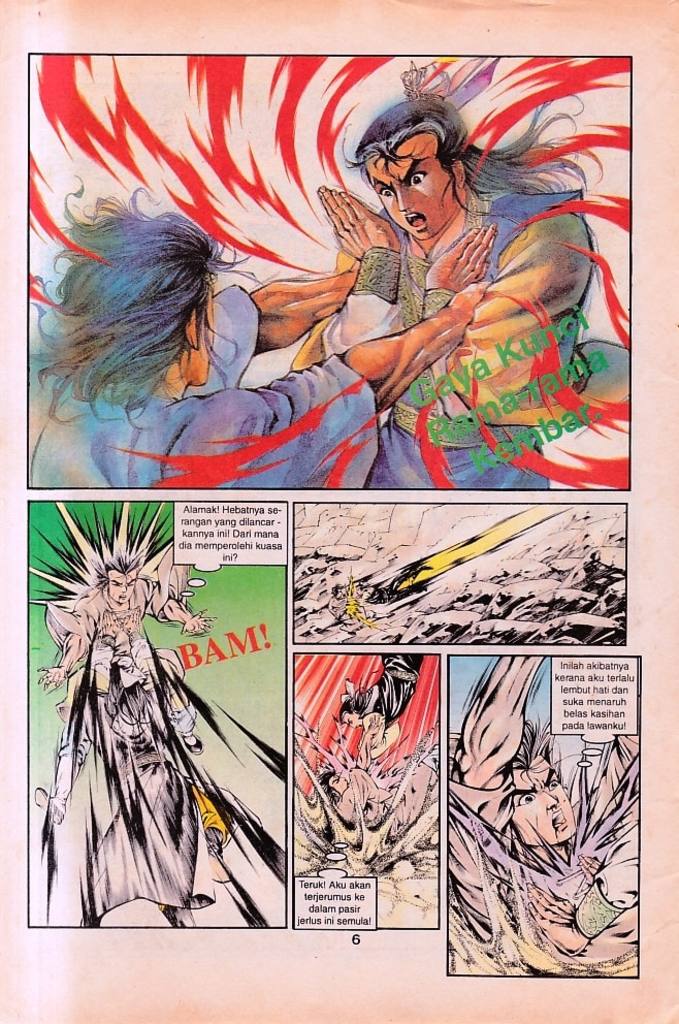 Gaya Kunci
Rama-rama
Kembar.
Alamak! Hebatnya se-
rangan yang dilancar -
kannya ini! Dari mana
dia memperolehi kuasa
ini?
BAM!
Teruk! Aku akan
terjerumus ke
dalam pasir
jerlus ini semula!
Inilah akibatnya
kerana aku terlalu
lembut hati dan
suka menaruh
belas kasihan
pada lawanku!
6